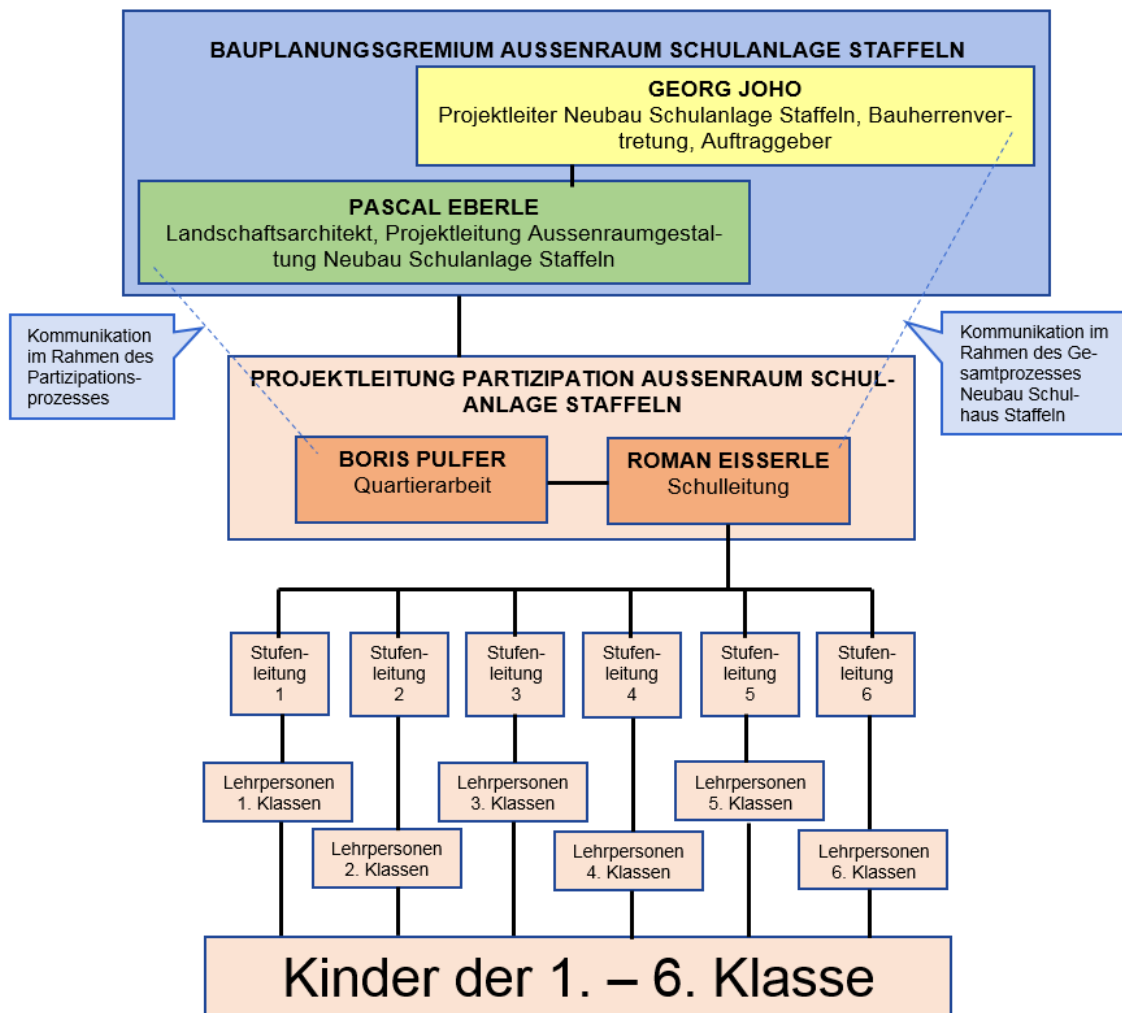 BAUPLANUNGSGREMIUM AUSSENRAUM SCHULANLAGE STAFFELN
GEORG JOHO
Projektleiter Neubau Schulanlage Staffeln, Bauherrenver-
tretung, Auftraggeber
PASCAL EBERLE
Landschaftsarchitekt, Projektleitung Aussenraumgestal-
tung Neubau Schulanlage Staffeln
Kommunikation
im Rahmen des
Partizipations-
prozesses
Kommunikation im
Rahmen des Ge-
samtprozesses
Neubau Schul-
haus Staffeln
PROJEKTLEITUNG PARTIZIPATION AUSSENRAUM SCHUL-
ANLAGE STAFFELN
BORIS PULFER
Quartierarbeit
ROMAN EISSERLE
Schulleitung
Stufen-
leitung
1
Stufen-
leitung
2
Stufen-
leitung
3
Stufen-
leitung
4
Stufen-
leitung
5
Stufen-
leitung
6
Lehrpersonen
1. Klassen
Lehrpersonen
2. Klassen
Lehrpersonen
3. Klassen
Lehrpersonen
4. Klassen
Lehrpersonen
5. Klassen
Lehrpersonen
6. Klassen
Kinder der 1. – 6. Klasse